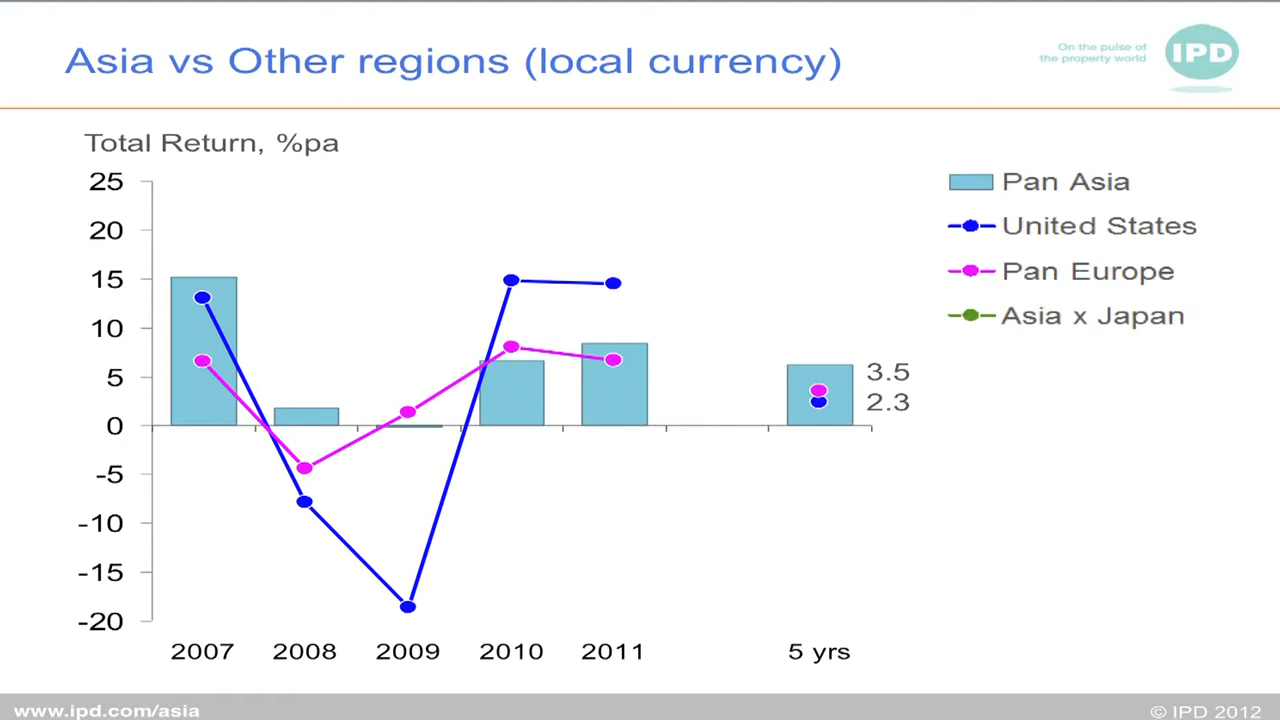 Asia vs Other regions (local currency)
On the pulse of
the property world
IPD
Total Return, %pa
25
20
15
10
5
0
-5
-10
-15
-20
2007 2008 2009 2010 2011 5 yrs
3.5
2.3
Pan Asia
United States
Pan Europe
Asia x Japan
www.ipd.com/asia
© IPD 2012